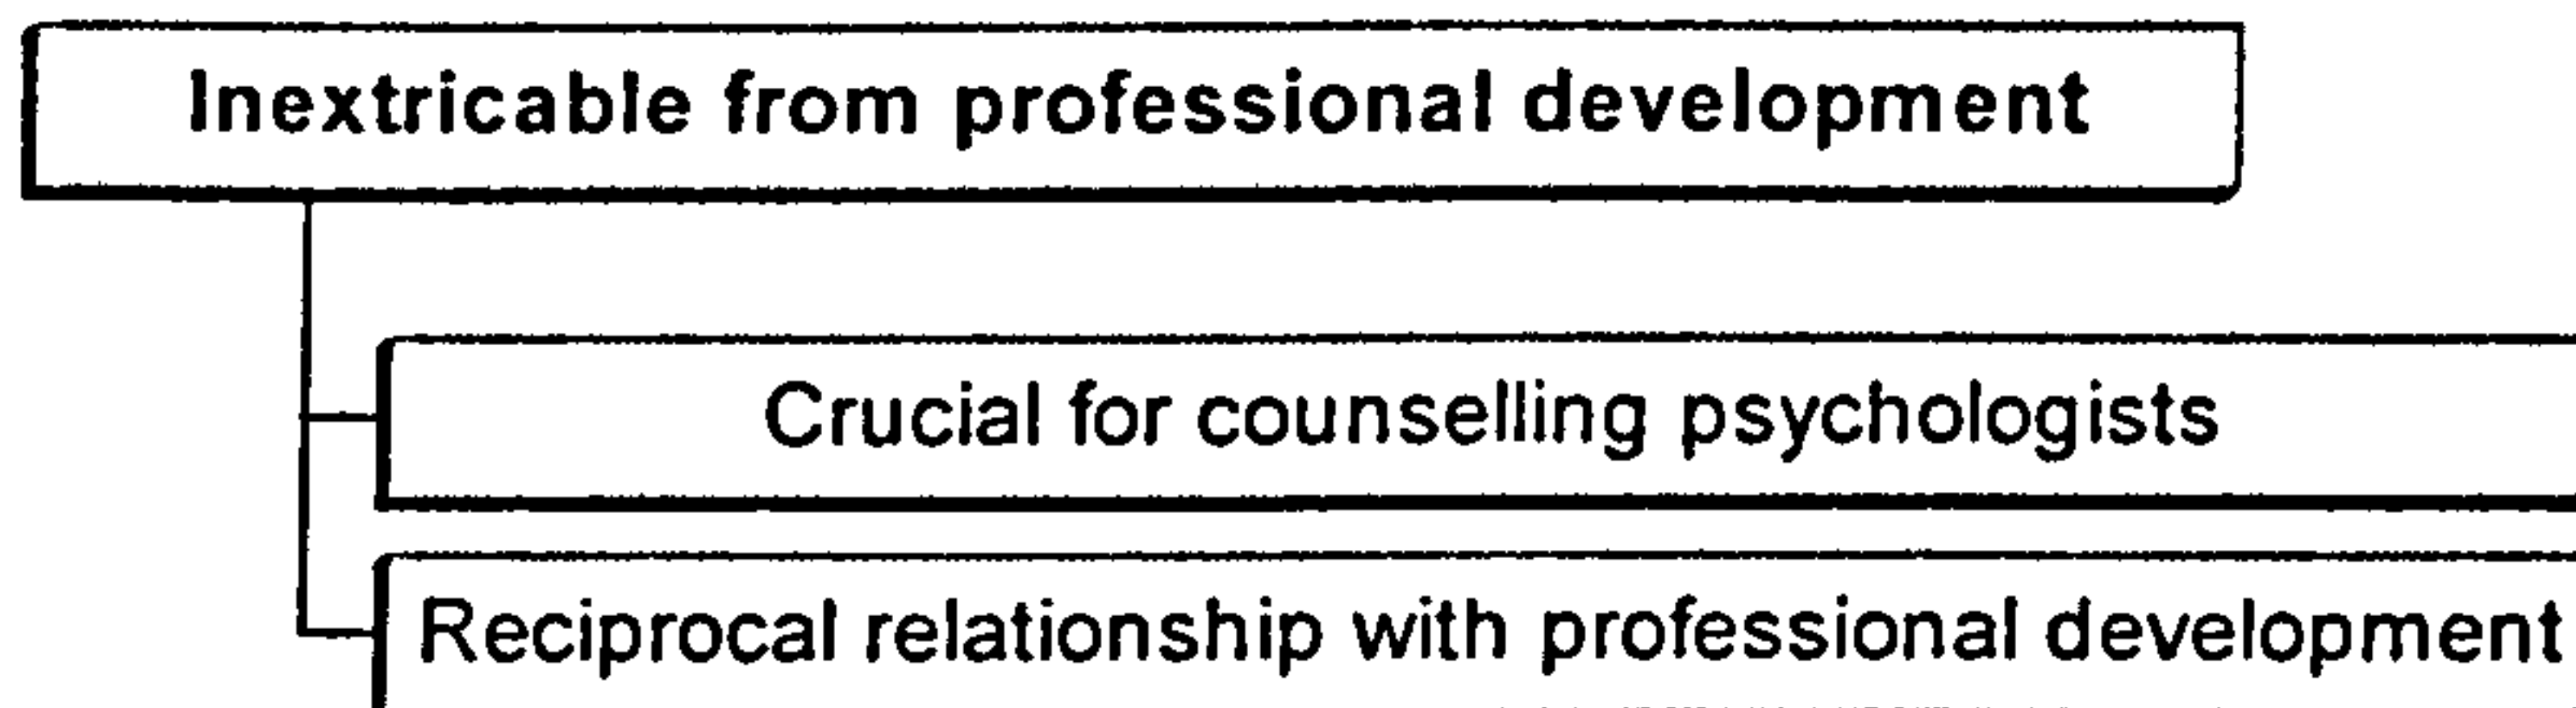 Inextricable from professional development
Crucial for counselling psychologists
Reciprocal relationship with professional development